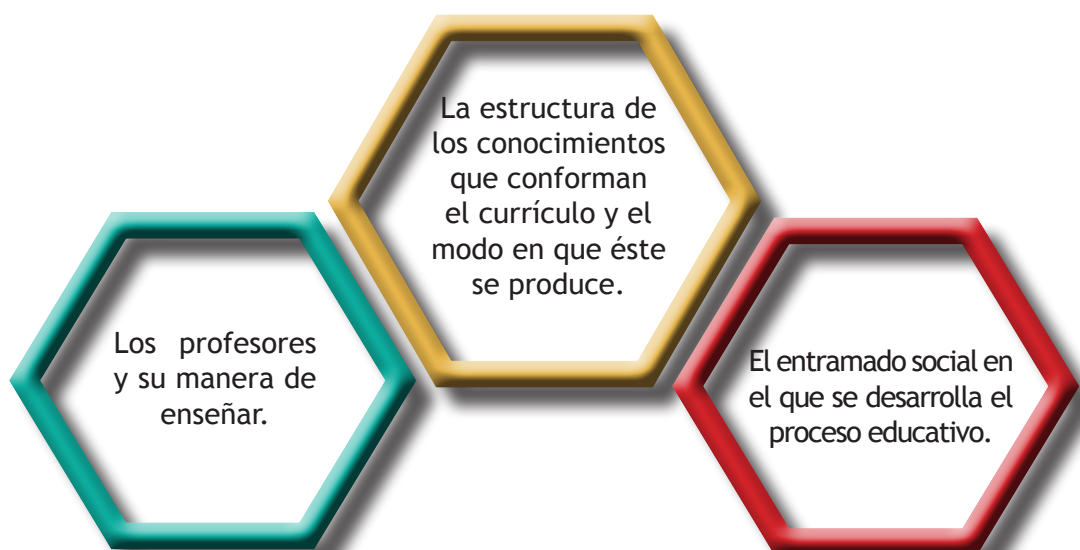 Los profesores
y su manera de
enseñar.
La estructura de
los conocimientos
que conforman
el currículo y el
modo en que éste
se produce.
El entramado social en
el que se desarrolla el
proceso educativo.